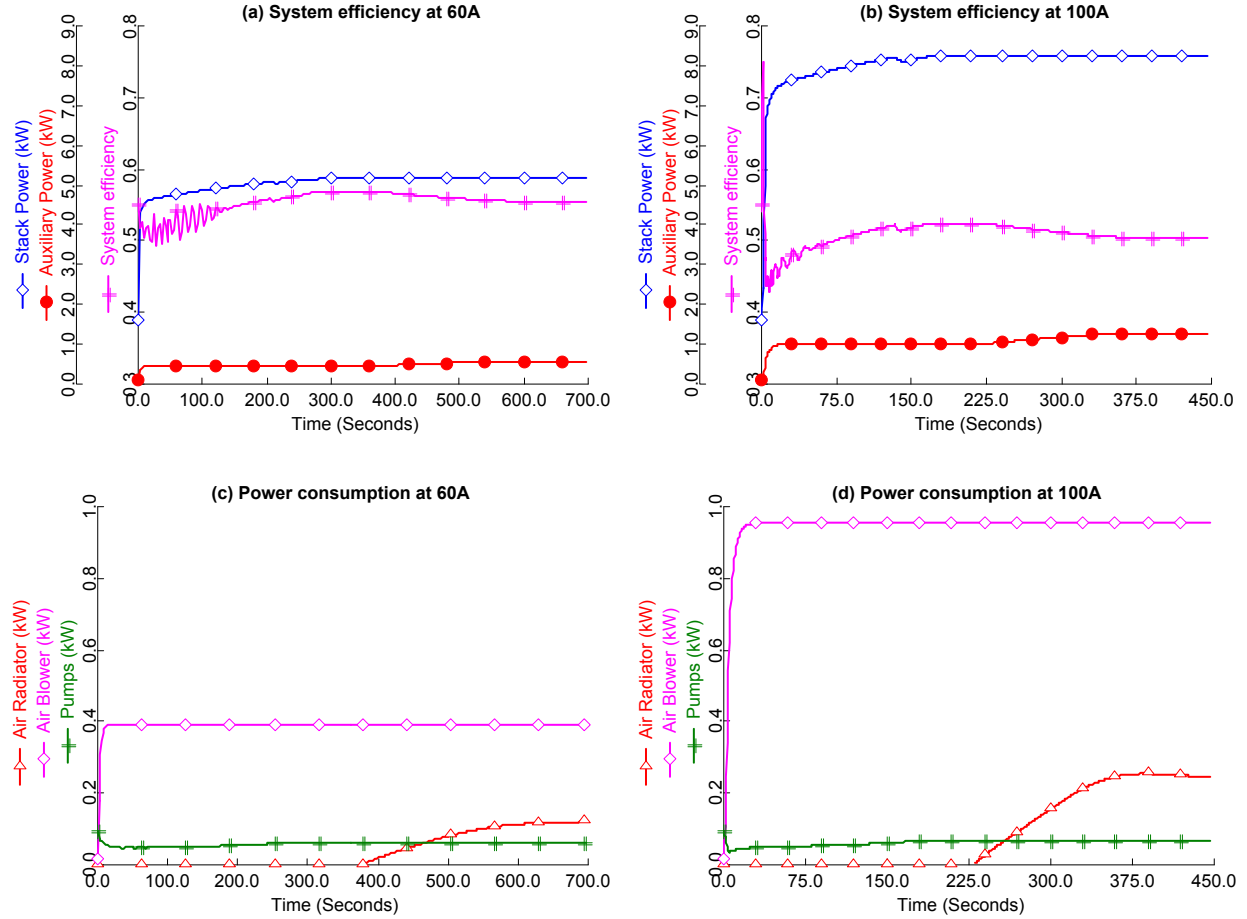 (a) System efficiency at 60A
Stack Power (kW)
Auxiliary Power (kW)
System efficiency
0.0 1.0 2.0 3.0 4.0 5.0 6.0 7.0 8.0 9.0
0.3 0.4 0.5 0.6 0.7 0.8
0.0 100.0 200.0 300.0 400.0 500.0 600.0 700.0
Time (Seconds)
(b) System efficiency at 100A
Stack Power (kW)
Auxiliary Power (kW)
System efficiency
0.0 1.0 2.0 3.0 4.0 5.0 6.0 7.0 8.0 9.0
0.3 0.4 0.5 0.6 0.7 0.8
0.0 75.0 150.0 225.0 300.0 375.0 450.0
Time (Seconds)
(c) Power consumption at 60A
Air Radiator (kW)
Air Blower (kW)
Pumps (kW)
0.0 0.2 0.4 0.6 0.8 1.0
0.0 100.0 200.0 300.0 400.0 500.0 600.0 700.0
Time (Seconds)
(d) Power consumption at 100A
Air Radiator (kW)
Air Blower (kW)
Pumps (kW)
0.0 0.2 0.4 0.6 0.8 1.0
0.0 75.0 150.0 225.0 300.0 375.0 450.0
Time (Seconds)